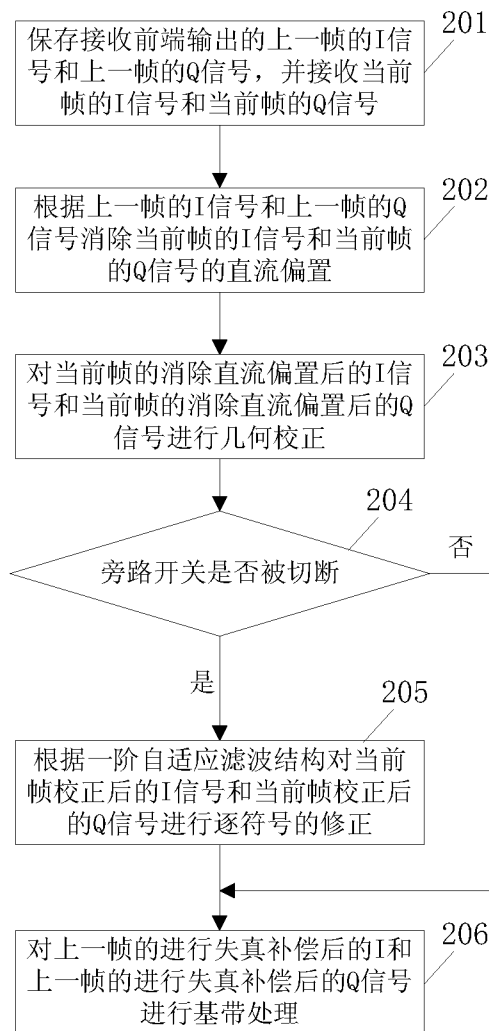 201
保存接收前端输出的上一帧的I信
号和上一帧的Q信号，并接收当前
帧的I信号和当前帧的Q信号
202
根据上一帧的I信号和上一帧的Q
信号消除当前帧的I信号和当前帧
的Q信号的直流偏置
203
对当前帧的消除直流偏置后的I信
号和当前帧的消除直流偏置后的Q
信号进行几何校正
204
旁路开关是否被切断
否
是
205
根据一阶自适应滤波结构对当前
帧校正后的I信号和当前帧校正后
的Q信号进行逐符号的修正
206
对上一帧的进行失真补偿后的I和
上一帧的进行失真补偿后的Q信号
进行基带处理